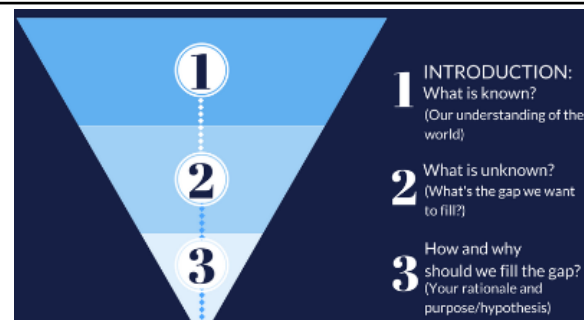 1
2
3
1
INTRODUCTION:
What is known?
(Our understanding of the
world)
2
What is unknown?
(What's the gap we want
to fill?)
3
How and why
should we fill the gap?
(Your rationale and
purpose/hypothesis)